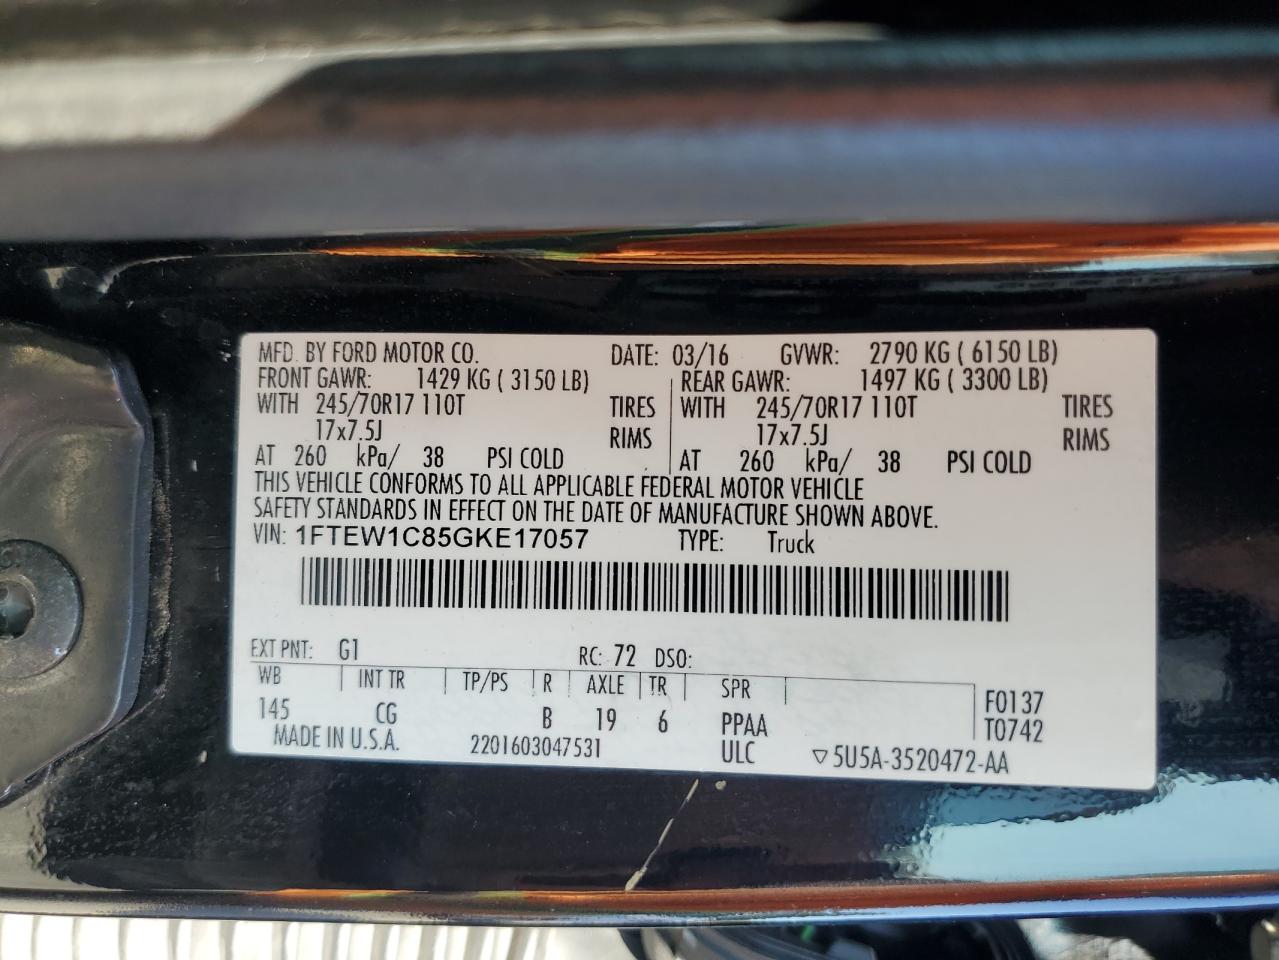 MFD. BY FORD MOTOR CO. DATE: 03/16 GVWR: 2790 KG ( 6150 LB)
FRONT GAWR: 1429 KG ( 3150 LB) REAR GAWR: 1497 KG ( 3300 LB)
WITH 245/70R17 110T TIRES WITH 245/70R17 110T TIRES
17x7.5J RIMS 17x7.5J RIMS
AT 260 kPa/ 38 PSI COLD AT 260 kPa/ 38 PSI COLD
THIS VEHICLE CONFORMS TO ALL APPLICABLE FEDERAL MOTOR VEHICLE
SAFETY STANDARDS IN EFFECT ON THE DATE OF MANUFACTURE SHOWN ABOVE.
VIN: 1FTEW1C85GKE17057 TYPE: Truck
EXT PNT: G1 RC: 72 DSO:
WB INT TR TP/PS R AXLE TR SPR F0137
145 CG B 19 6 PPAA T0742
MADE IN U.S.A. 2201603047531 ULC ▽5U5A-3520472-AA